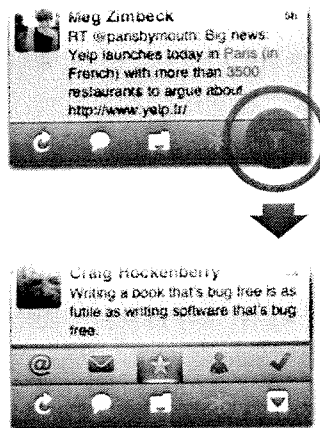 Meg Zimbeck 5h
RT @parisbymouth: Big news:
Yelp launches today in Paris (in
French) with more than 3500
restaurants to argue about
http://www.yelp.fr/
Craig Hockenberry
Writing a book that's bug free is as
futile as writing software that's bug
free.
@